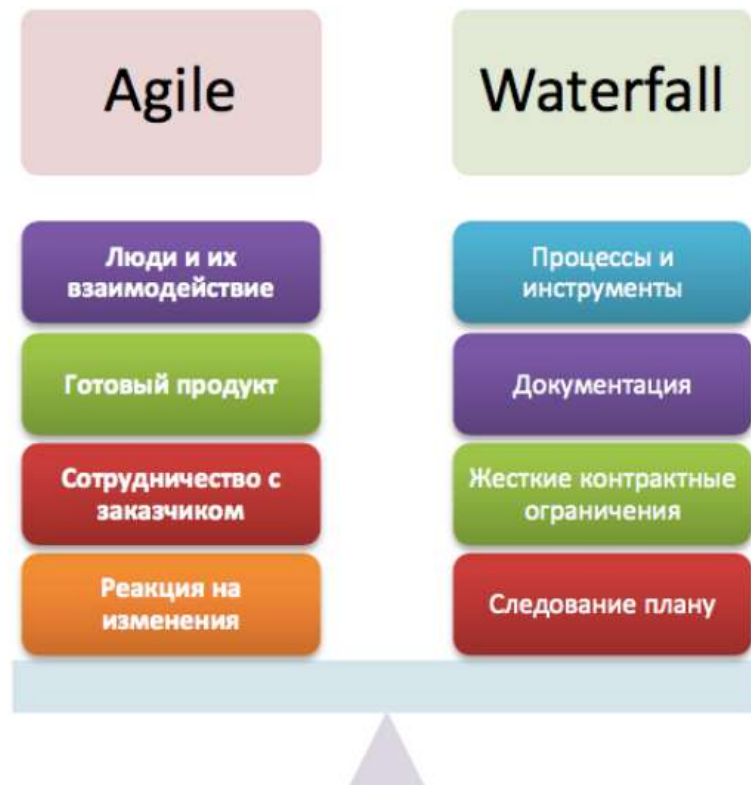 Agile
Waterfall
Люди и их
взаимодействие
Процессы и
инструменты
Готовый продукт
Документация
Сотрудничество с
заказчиком
Жесткие контрактные
ограничения
Реакция на
изменения
Следование плану